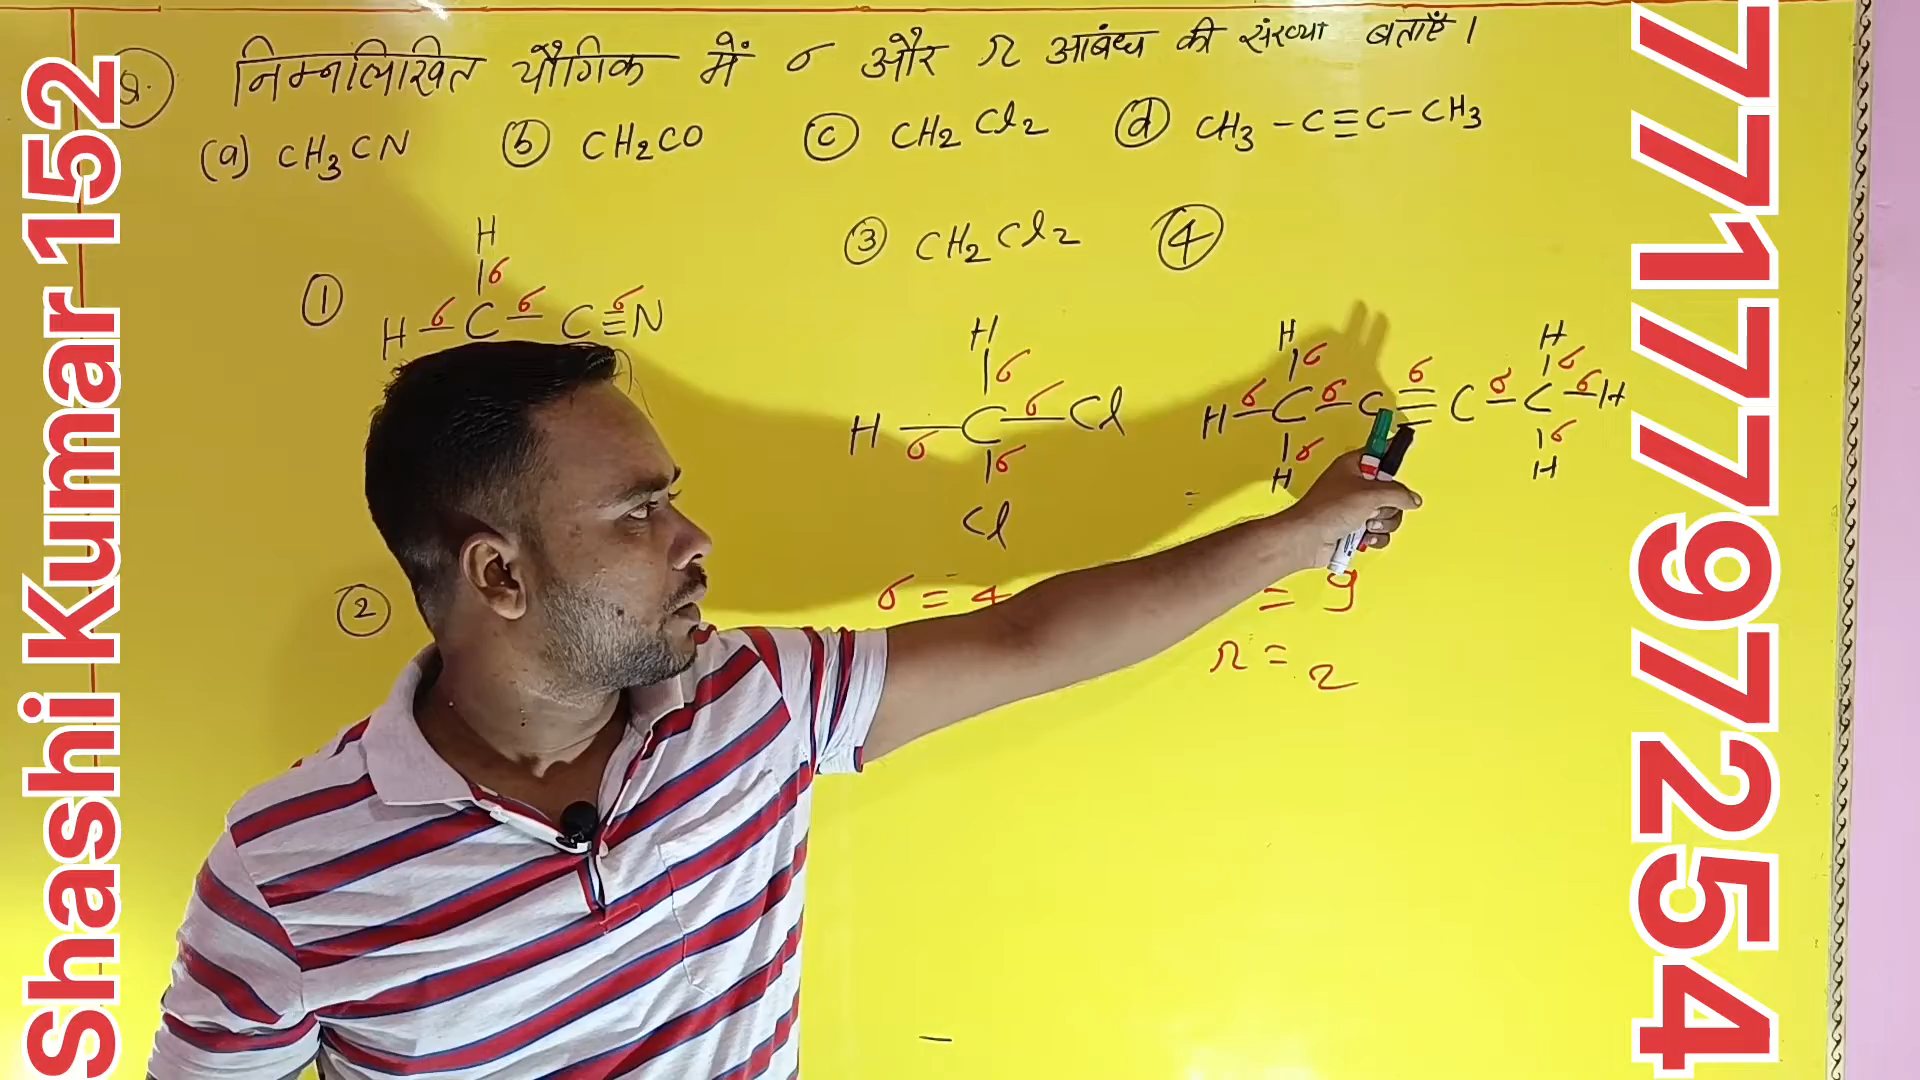 Q. निम्नलिखित यौगिक में σ और π आबंध की संख्या बताएँ।
(a) CH3CN (b) CH2CO (c) CH2Cl2 (d) CH3-C≡C-CH3
① ③ CH2Cl2 ④
H
σ
H σ C σ C σ≡ N
H
σ
H σ C σ Cl
σ
Cl
H H
σ σ
H σ C σ C σ≡ C σ C σ H
σ σ
H H
②
σ = 4
= 9
π = 2
Shashi Kumar 152
7717797254